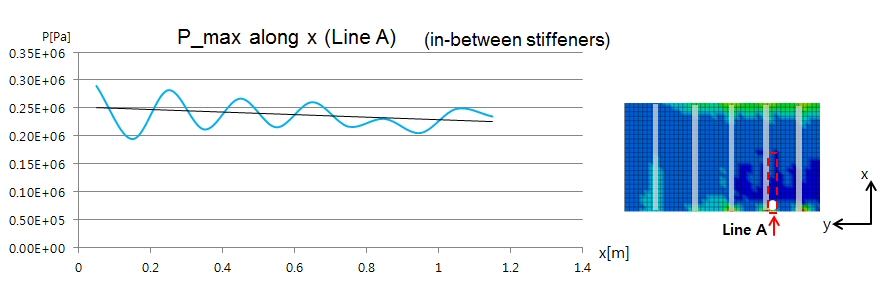 P_max along x (Line A) (in-between stiffeners)
P[Pa]
0.35E+06
0.30E+06
0.25E+06
0.20E+06
0.15E+06
0.10E+06
0.50E+05
0.00E+00
0 0.2 0.4 0.6 0.8 1 1.2 1.4
x[m]
x
y
Line A